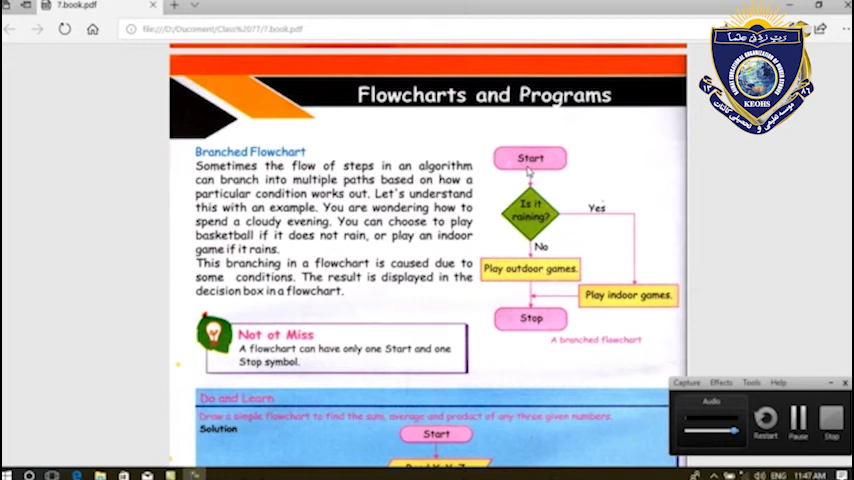 7.book.pdf
file:///D:/Ducoment/Class%207/7.book.pdf
KEOHS
Flowcharts and Programs
Branched Flowchart
Sometimes the flow of steps in an algorithm
can branch into multiple paths based on how a
particular condition works out. Let's understand
this with an example. You are wondering how to
spend a cloudy evening. You can choose to play
basketball if it does not rain, or play an indoor
game if it rains.
This branching in a flowchart is caused due to
some conditions. The result is displayed in the
decision box in a flowchart.
Start
Is it
raining?
Yes
No
Play outdoor games.
Play indoor games.
Stop
A branched flowchart
Not ot Miss
A flowchart can have only one Start and one
Stop symbol.
Do and Learn
Draw a simple flowchart to find the sum, average and product of any three given numbers.
Solution
Start
Capture Effects Tools Help
Audio
Restart Pause Stop
ENG 11:47 AM